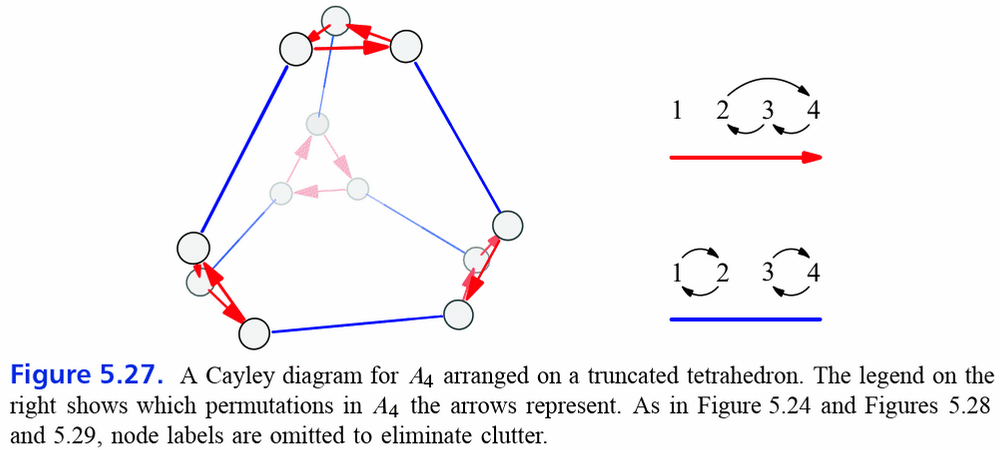 1 2 3 4
1 2 3 4
Figure 5.27. A Cayley diagram for A4 arranged on a truncated tetrahedron. The legend on the
right shows which permutations in A4 the arrows represent. As in Figure 5.24 and Figures 5.28
and 5.29, node labels are omitted to eliminate clutter.